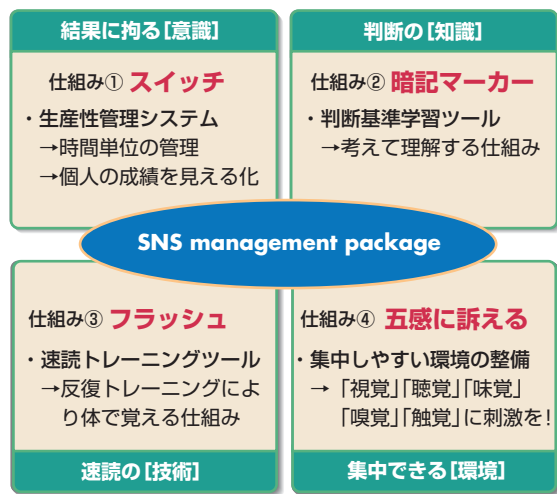 結果に拘る[意識]
仕組み① スイッチ
・生産性管理システム
→時間単位の管理
→個人の成績を見える化
判断の[知識]
仕組み② 暗記マーカー
・判断基準学習ツール
→考えて理解する仕組み
SNS management package
仕組み③ フラッシュ
・速読トレーニングツール
→反復トレーニングによ
り体で覚える仕組み
速読の[技術]
仕組み④ 五感に訴える
・集中しやすい環境の整備
→「視覚」「聴覚」「味覚」
「嗅覚」「触覚」に刺激を!
集中できる[環境]